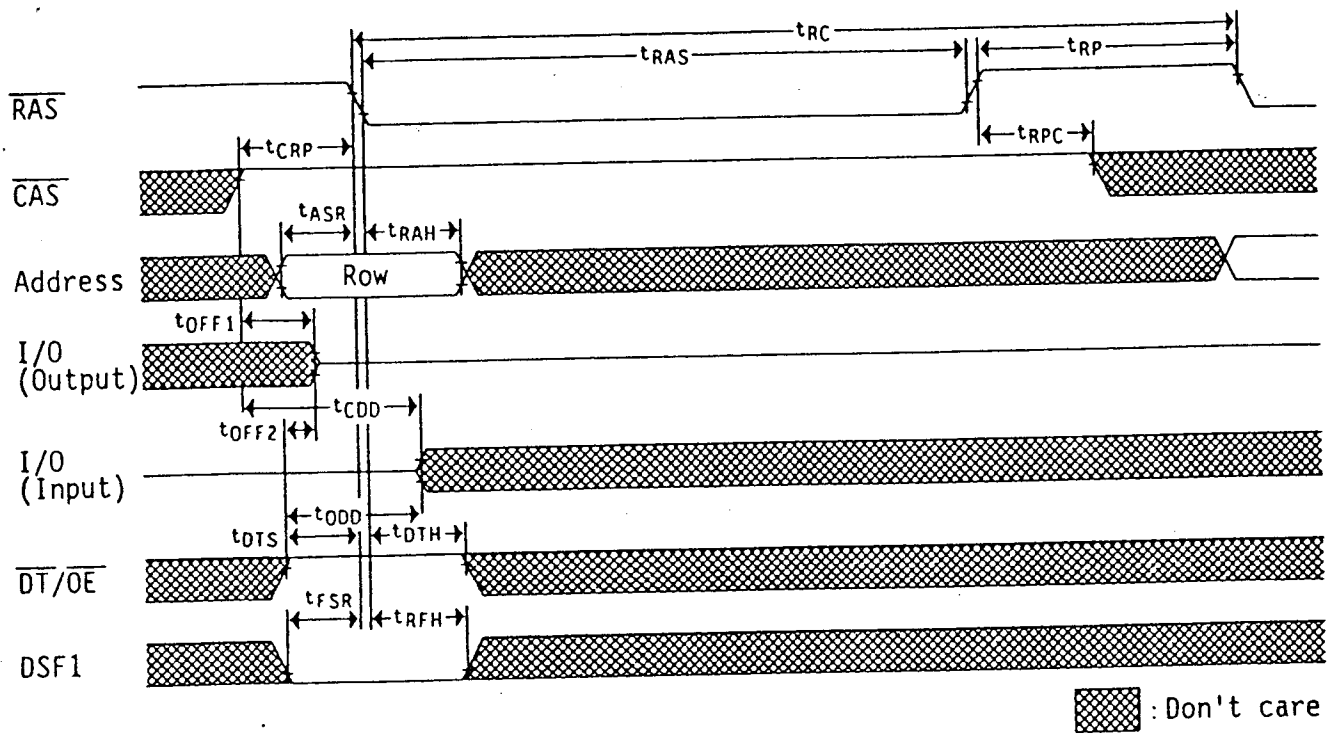 tRC
tRAS
tRP
RAS
tCRP
tRPC
CAS
tASR
tRAH
Address
Row
tOFF1
I/O
(Output)
tCDD
tOFF2
I/O
(Input)
tODD
tDTS
tDTH
DT/OE
tFSR
tRFH
DSF1
: Don't care